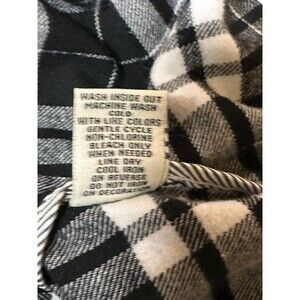 WASH INSIDE OUT
MACHINE WASH
COLD
WITH LIKE COLORS
GENTLE CYCLE
NON-CHLORINE
BLEACH ONLY
WHEN NEEDED
LINE DRY
COOL IRON
ON REVERSE
DO NOT IRON
ON DECORATION